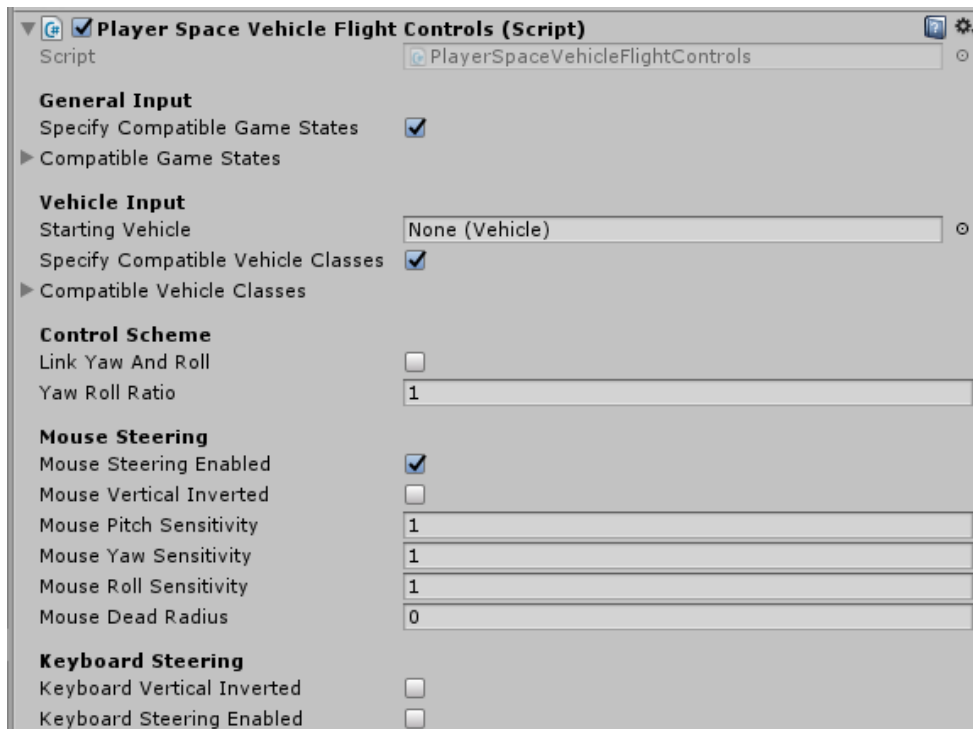 Player Space Vehicle Flight Controls (Script)
Script PlayerSpaceVehicleFlightControls
General Input
Specify Compatible Game States
Compatible Game States
Vehicle Input
Starting Vehicle None (Vehicle)
Specify Compatible Vehicle Classes
Compatible Vehicle Classes
Control Scheme
Link Yaw And Roll
Yaw Roll Ratio 1
Mouse Steering
Mouse Steering Enabled
Mouse Vertical Inverted
Mouse Pitch Sensitivity 1
Mouse Yaw Sensitivity 1
Mouse Roll Sensitivity 1
Mouse Dead Radius 0
Keyboard Steering
Keyboard Vertical Inverted
Keyboard Steering Enabled